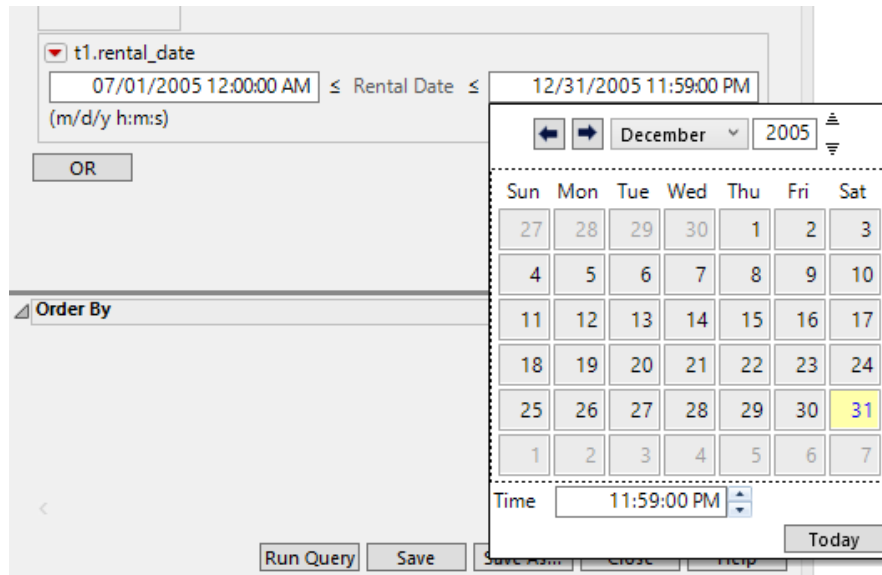 t1.rental_date
07/01/2005 12:00:00 AM ≤ Rental Date ≤ 12/31/2005 11:59:00 PM
(m/d/y h:m:s)
OR
December 2005
Sun Mon Tue Wed Thu Fri Sat
27 28 29 30 1 2 3
4 5 6 7 8 9 10
11 12 13 14 15 16 17
18 19 20 21 22 23 24
25 26 27 28 29 30 31
1 2 3 4 5 6 7
Time 11:59:00 PM
Today
Order By
Run Query Save Save As... Close Help